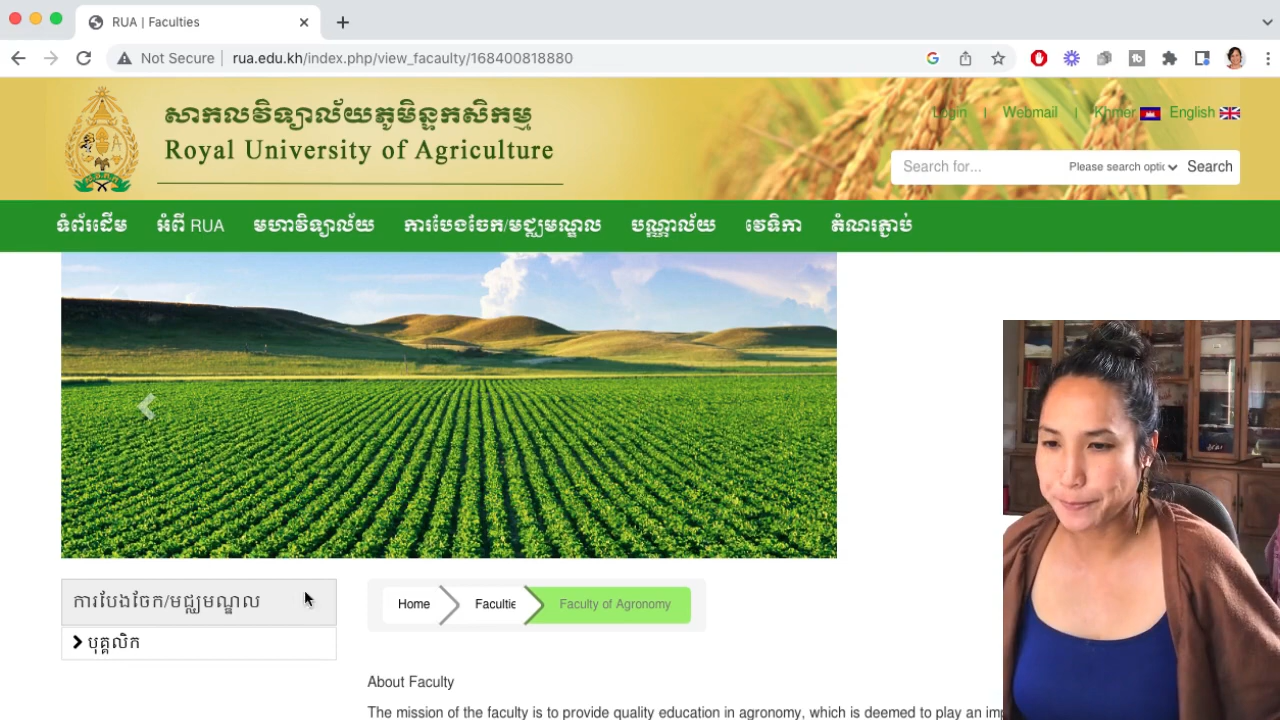 RUA | Faculties
Not Secure
rua.edu.kh/index.php/view_facaulty/168400818880
សាកលវិទ្យាល័យភូមិន្ទកសិកម្ម
Royal University of Agriculture
Login | Webmail | Khmer English
Search for... Please search optic Search
ទំព័រដើម អំពី RUA មហាវិទ្យាល័យ ការបែងចែក/មជ្ឈមណ្ឌល បណ្ណាល័យ វេទិកា តំណរភ្ជាប់
ការបែងចែក/មជ្ឈមណ្ឌល
បុគ្គលិក
Home Facultie Faculty of Agronomy
About Faculty
The mission of the faculty is to provide quality education in agronomy, which is deemed to play an imp